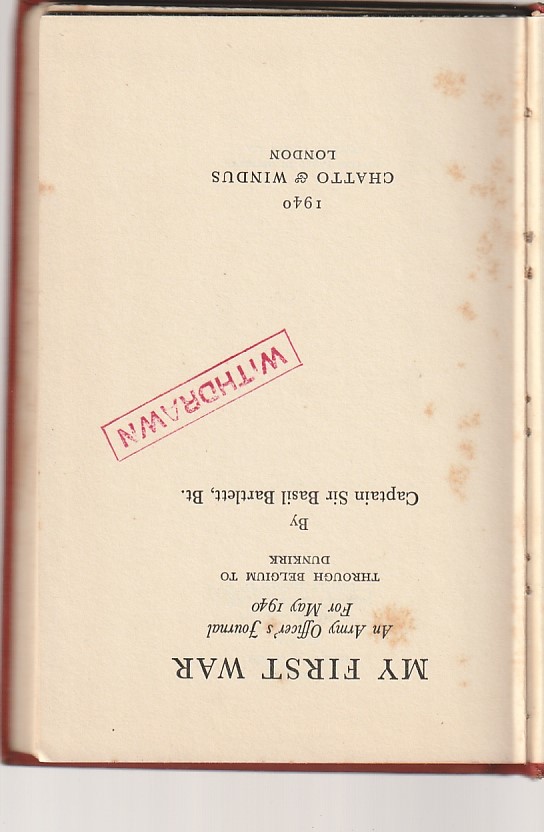 MY FIRST WAR
An Army Officer's Journal
For May 1940
THROUGH BELGIUM TO
DUNKIRK
By
Captain Sir Basil Bartlett, Bt.
WITHDRAWN
1940
CHATTO & WINDUS
LONDON